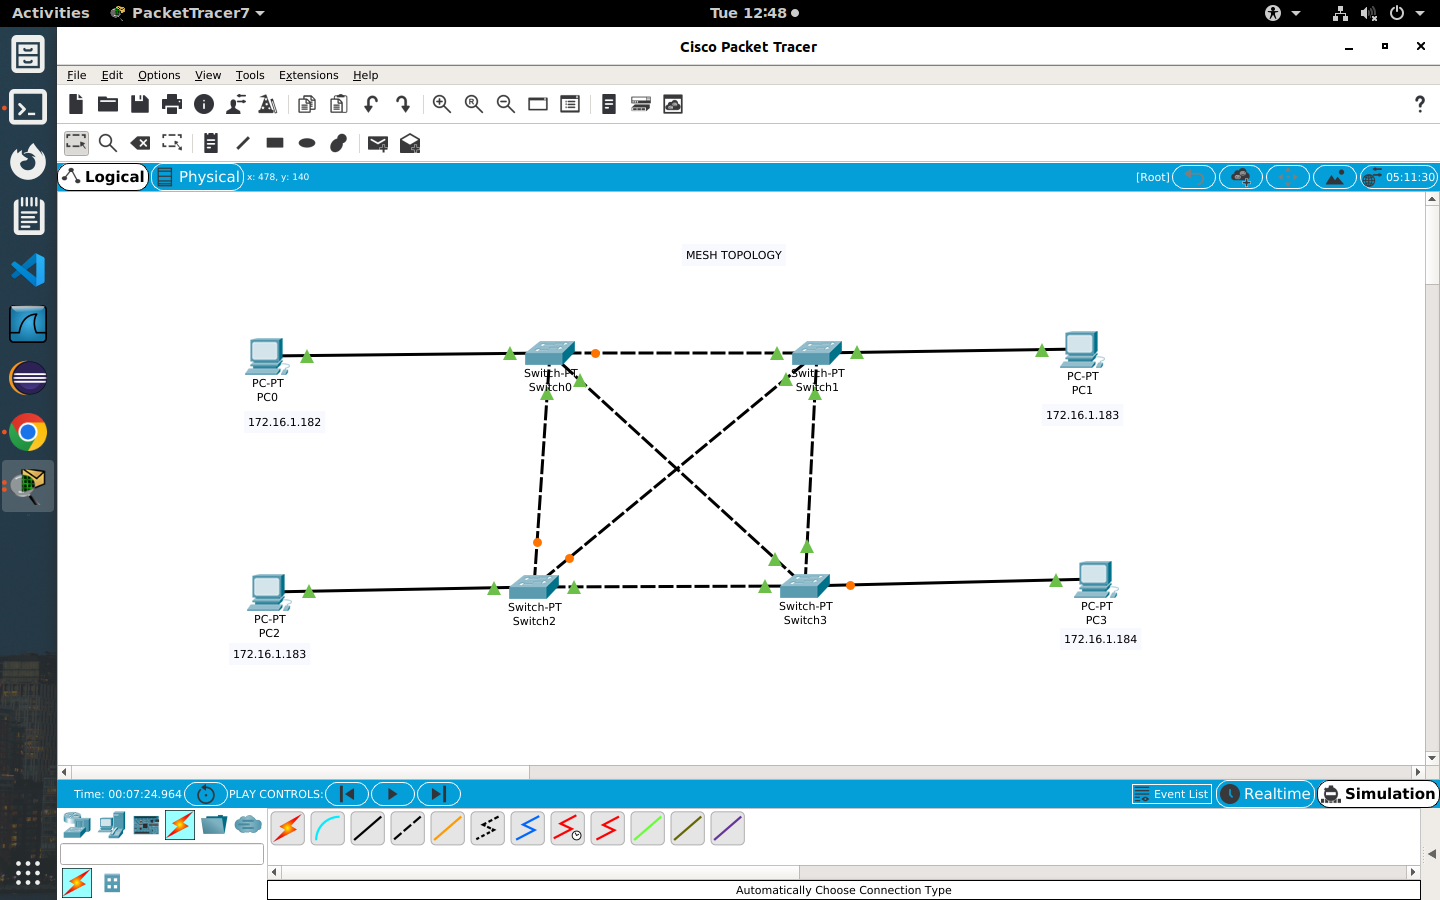 Activities PacketTracer7 Tue 12:48
Cisco Packet Tracer
File Edit Options View Tools Extensions Help
Logical Physical x: 478, y: 140 [Root] 05:11:30
MESH TOPOLOGY
Switch-PT
Switch0
Switch-PT
Switch1
PC-PT
PC0
172.16.1.182
PC-PT
PC1
172.16.1.183
PC-PT
PC2
172.16.1.183
Switch-PT
Switch2
Switch-PT
Switch3
PC-PT
PC3
172.16.1.184
Time: 00:07:24.964 PLAY CONTROLS: Event List Realtime Simulation
Automatically Choose Connection Type